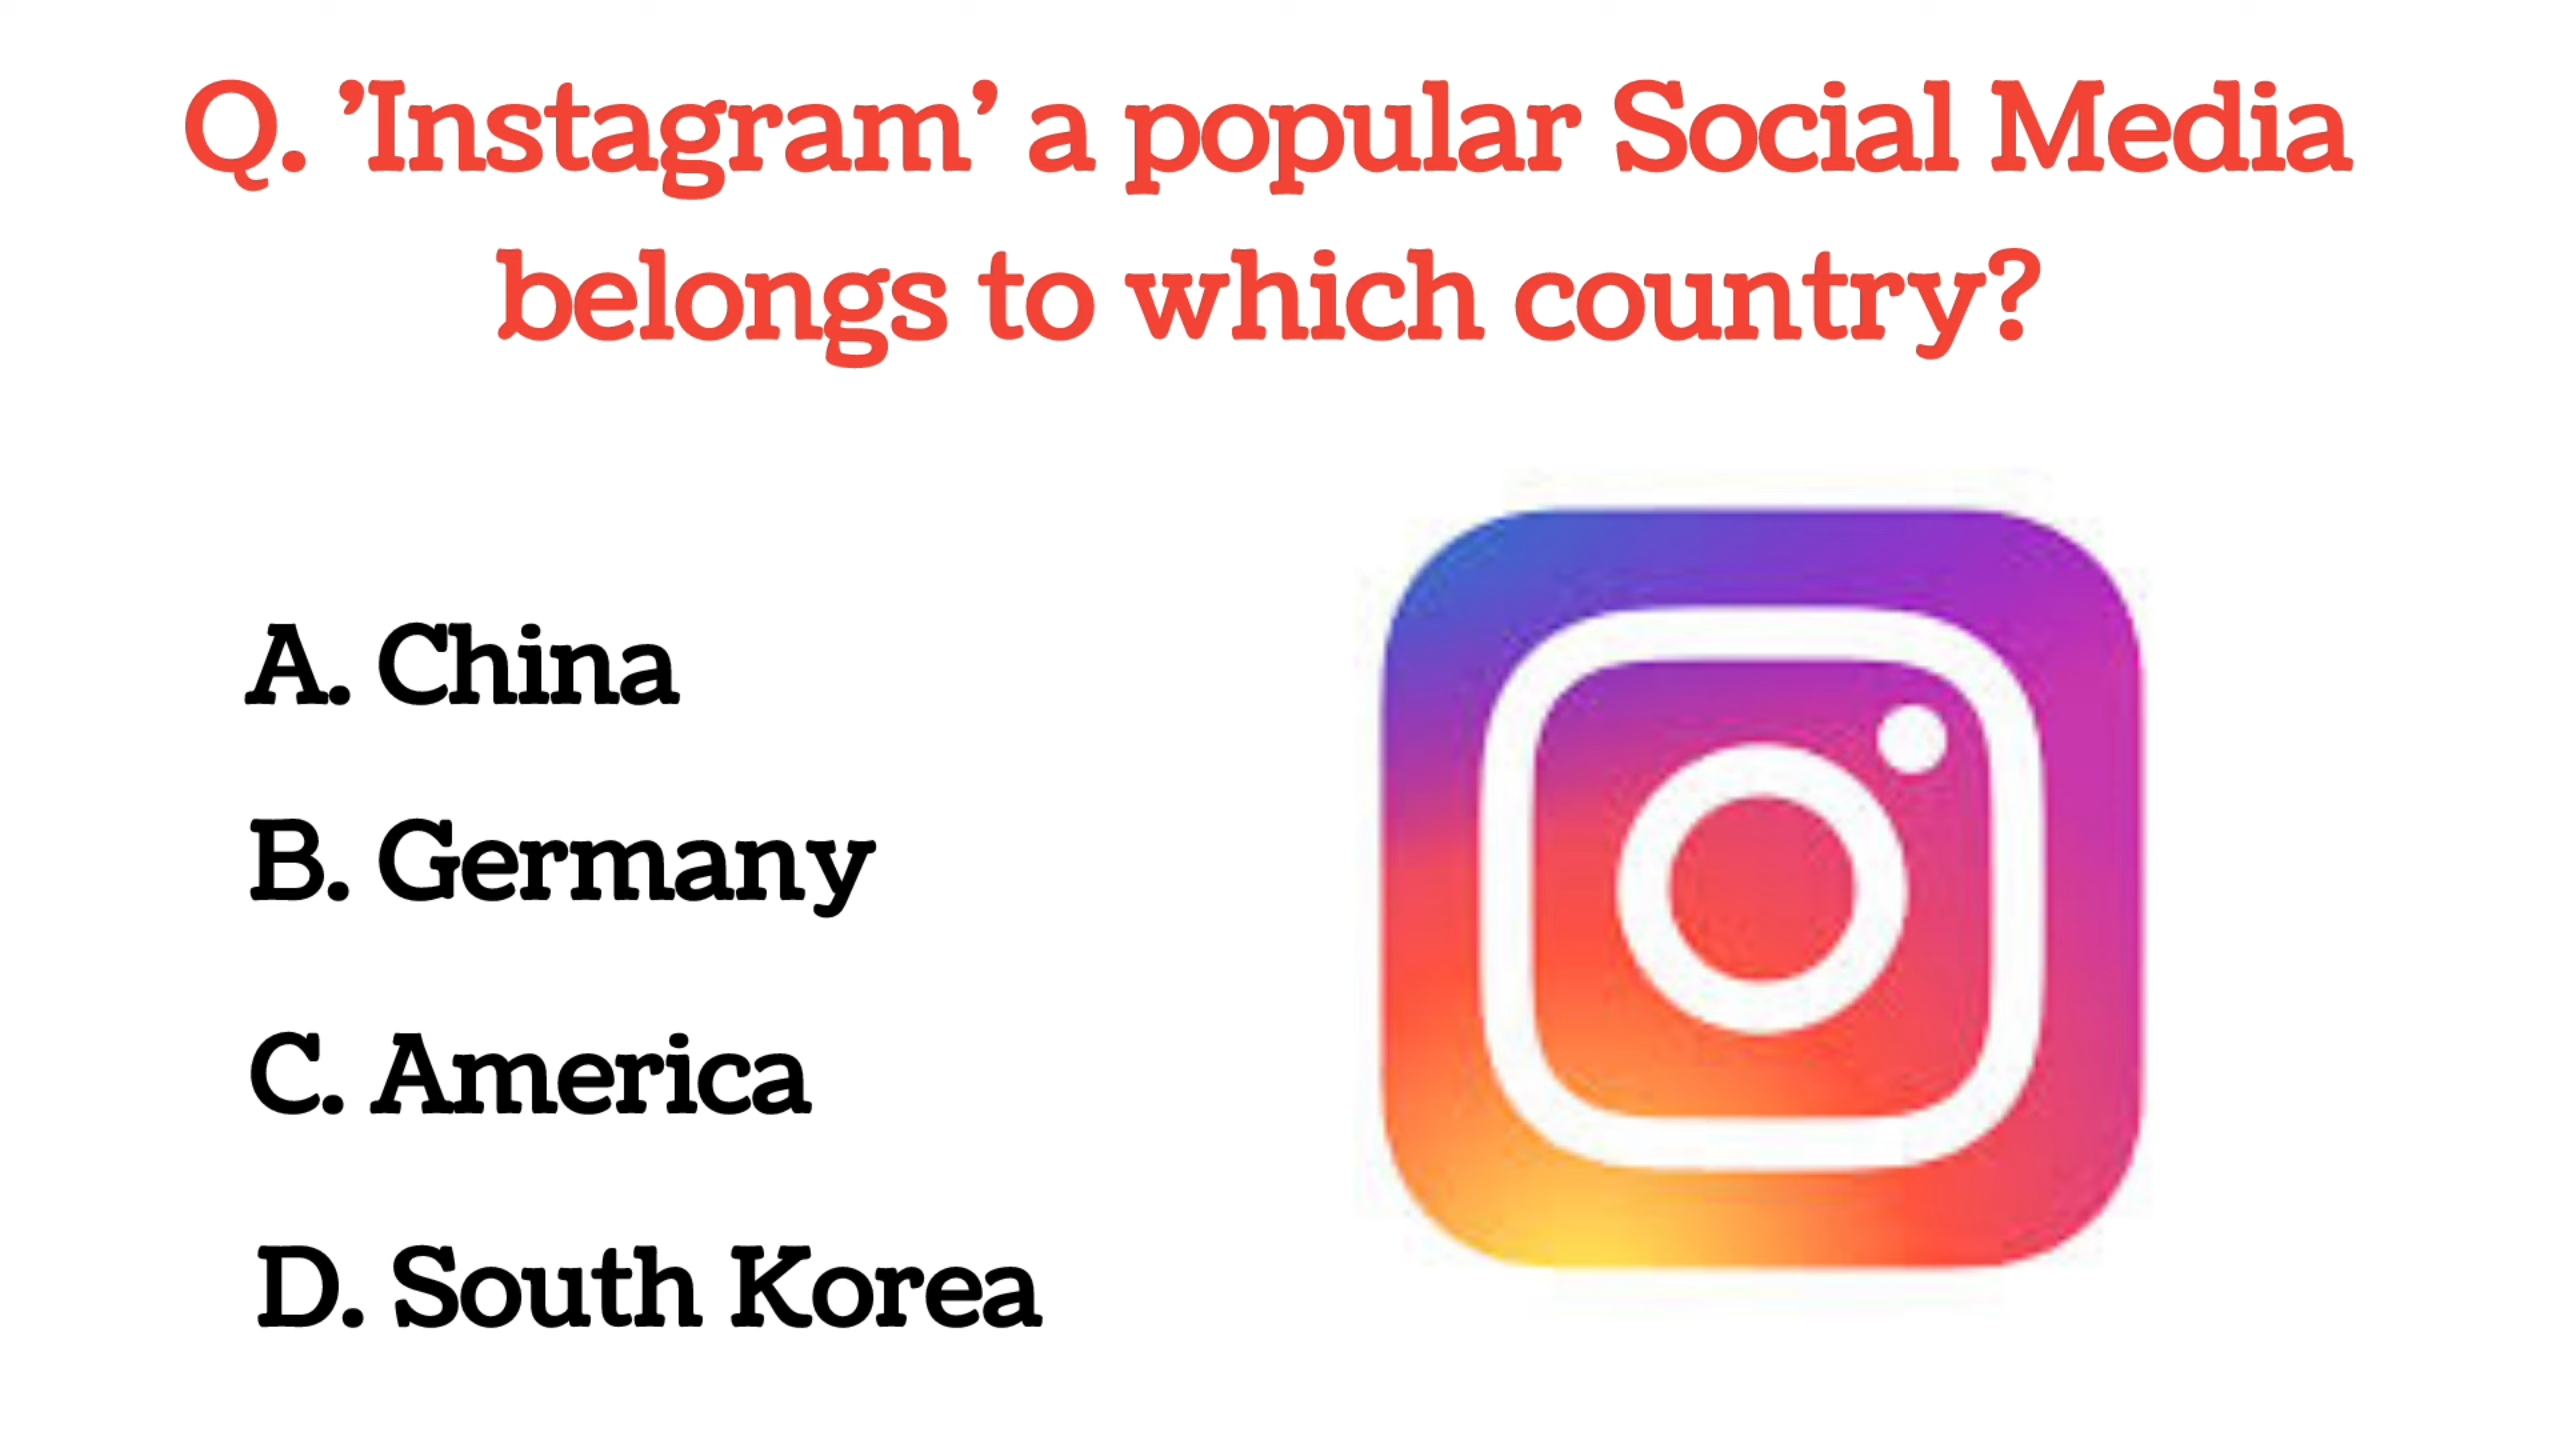 Q. ’Instagram’ a popular Social Media
belongs to which country?
A. China
B. Germany
C. America
D. South Korea